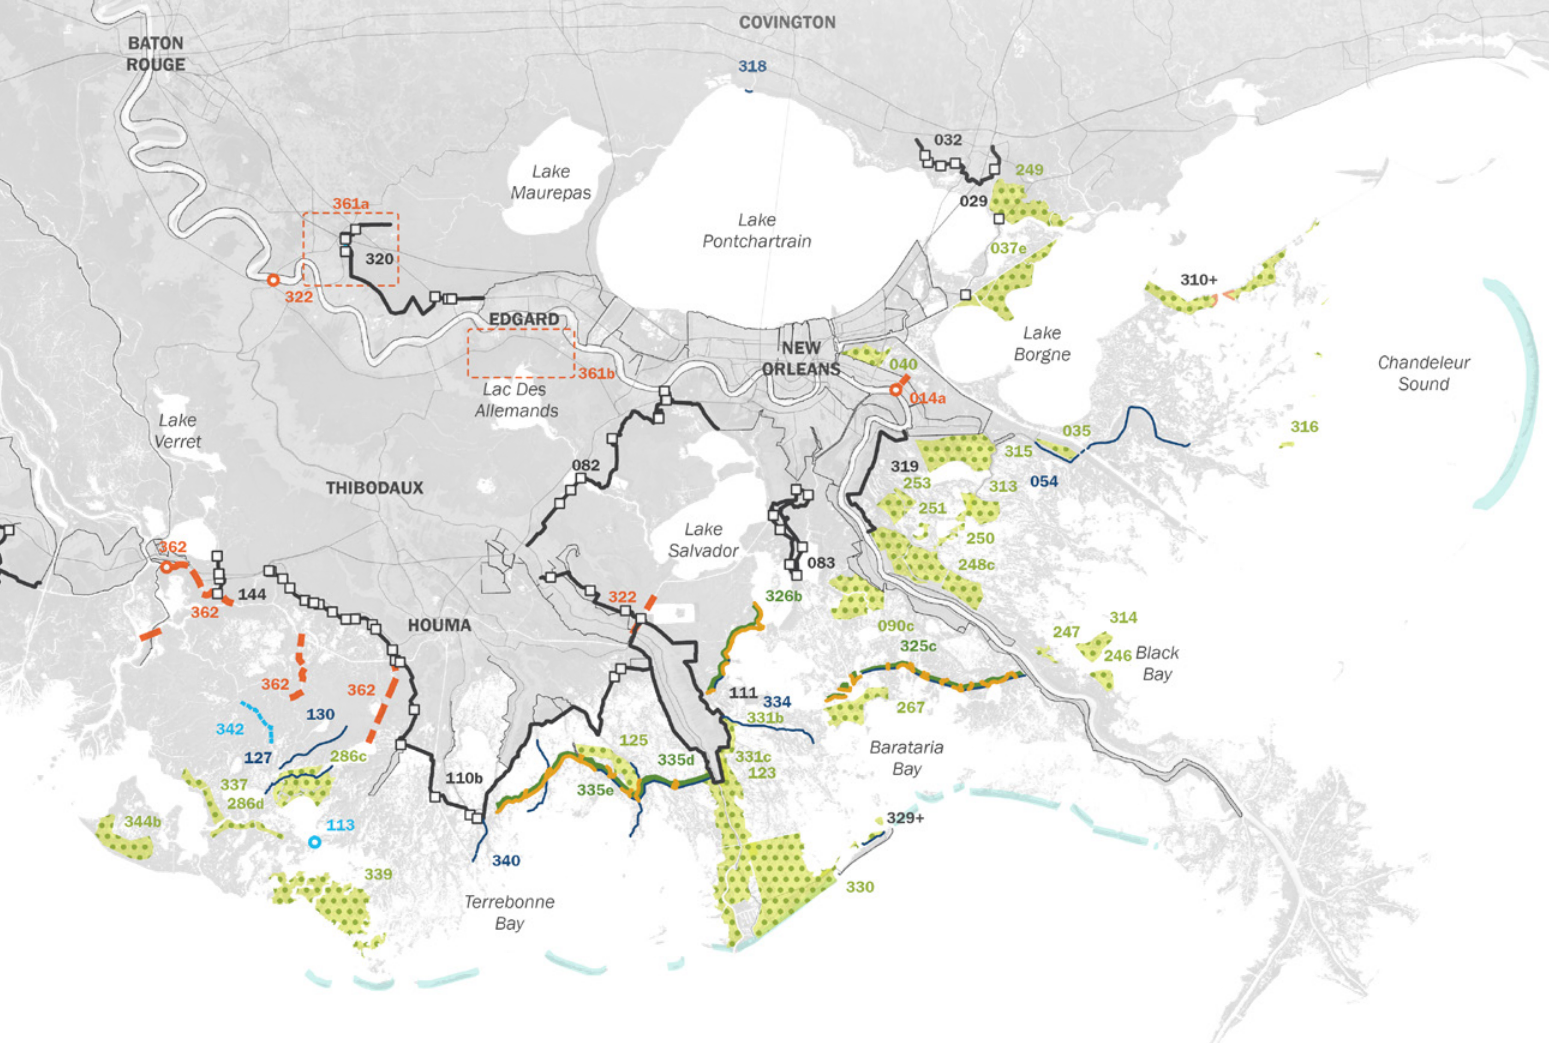 COVINGTON
BATON
ROUGE
318
032
Lake
Maurepas
249
361a
029
Lake
Pontchartrain
037e
320
310+
322
EDGARD
NEW
ORLEANS
Lake
Borgne
040
361b
Chandeleur
Sound
Lac Des
Allemands
014a
Lake
Verret
035
316
315
082
319
054
THIBODAUX
253
313
251
Lake
Salvador
250
362
083
248c
144
322
326b
362
HOUMA
090c
314
247
325c
246
Black
Bay
362
362
111
334
267
130
331b
342
125
Barataria
Bay
127
286c
335d
331c
110b
123
337
335e
286d
344b
113
329+
340
339
330
Terrebonne
Bay